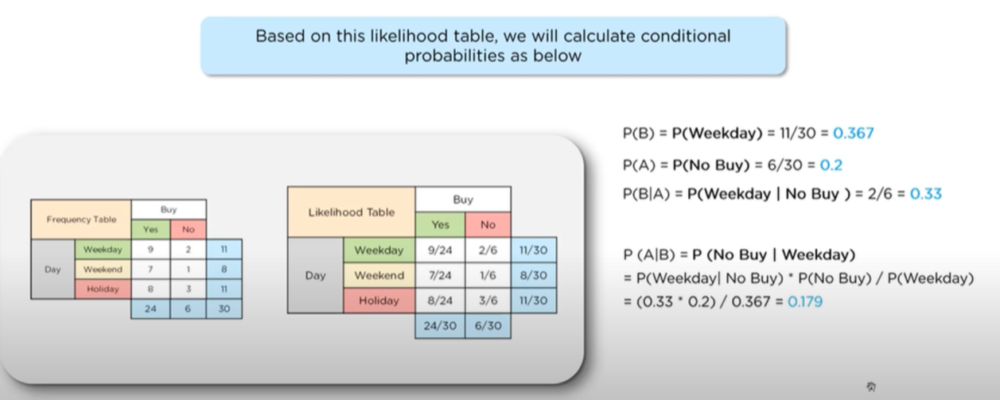 Based on this likelihood table, we will calculate conditional
probabilities as below
Frequency Table
Buy
Yes No
Day
Weekday 9 2 11
Weekend 7 1 8
Holiday 8 3 11
24 6 30
Likelihood Table
Buy
Yes No
Day
Weekday 9/24 2/6 11/30
Weekend 7/24 1/6 8/30
Holiday 8/24 3/6 11/30
24/30 6/30
P(B) = P(Weekday) = 11/30 = 0.367
P(A) = P(No Buy) = 6/30 = 0.2
P(B|A) = P(Weekday | No Buy ) = 2/6 = 0.33
P (A|B) = P (No Buy | Weekday)
= P(Weekday| No Buy) * P(No Buy) / P(Weekday)
= (0.33 * 0.2) / 0.367 = 0.179